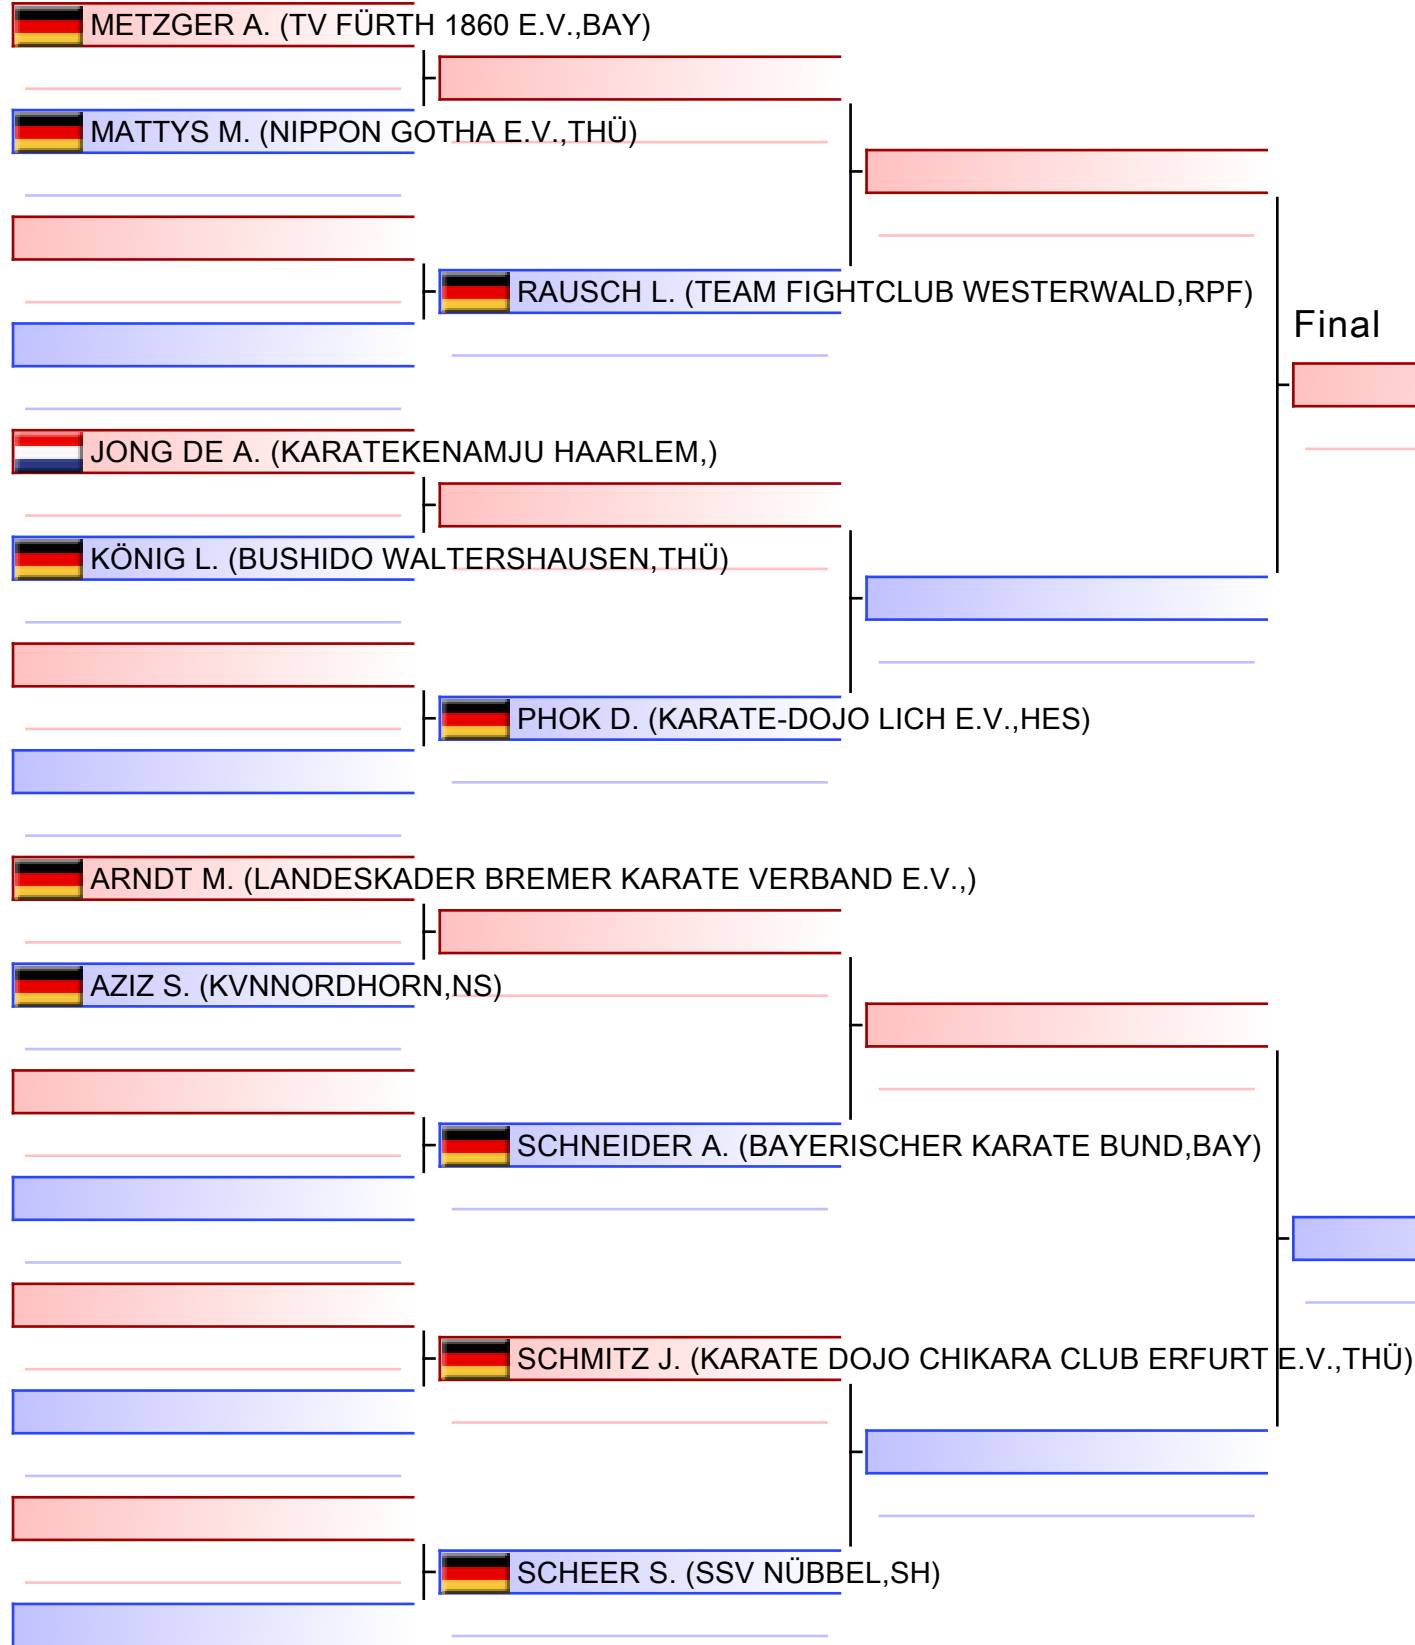 METZGER A. (TV FÜRTH 1860 E.V.,BAY)
MATTYS M. (NIPPON GOTHA E.V.,THÜ)
RAUSCH L. (TEAM FIGHTCLUB WESTERWALD,RPF)
Final
JONG DE A. (KARATEKENAMJU HAARLEM,)
KÖNIG L. (BUSHIDO WALTERSHAUSEN,THÜ)
PHOK D. (KARATE-DOJO LICH E.V.,HES)
ARNDT M. (LANDESKADER BREMER KARATE VERBAND E.V.,)
AZIZ S. (KVNNORDHORN,NS)
SCHNEIDER A. (BAYERISCHER KARATE BUND,BAY)
SCHMITZ J. (KARATE DOJO CHIKARA CLUB ERFURT E.V.,THÜ)
SCHEER S. (SSV NÜBBEL,SH)